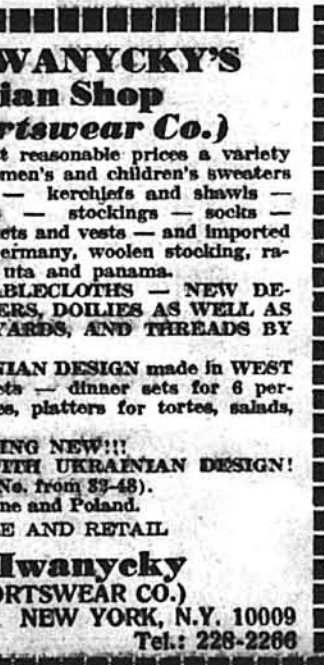 WANYCKY'S
ian Shop
rtswear Co.)
t reasonable prices a variety
men's and children's sweaters
— kerchiefs and shawls —
s — stockings — socks —
ets and vests — and imported
ermany, woolen stocking, ra-
uta and panama.
ABLECLOTHS — NEW DE-
ERS, DOILIES AS WELL AS
YARDS, AND THREADS BY
NIAN DESIGN made in WEST
ets — dinner sets for 6 per-
es, platters for tortes, salads,
ING NEW!!!
WITH UKRAINIAN DESIGN!
(No. from 33-48).
ne and Poland.
E AND RETAIL
Iwanycky
ORTSWEAR CO.)
NEW YORK, N.Y. 10009
Tel.: 228-2266